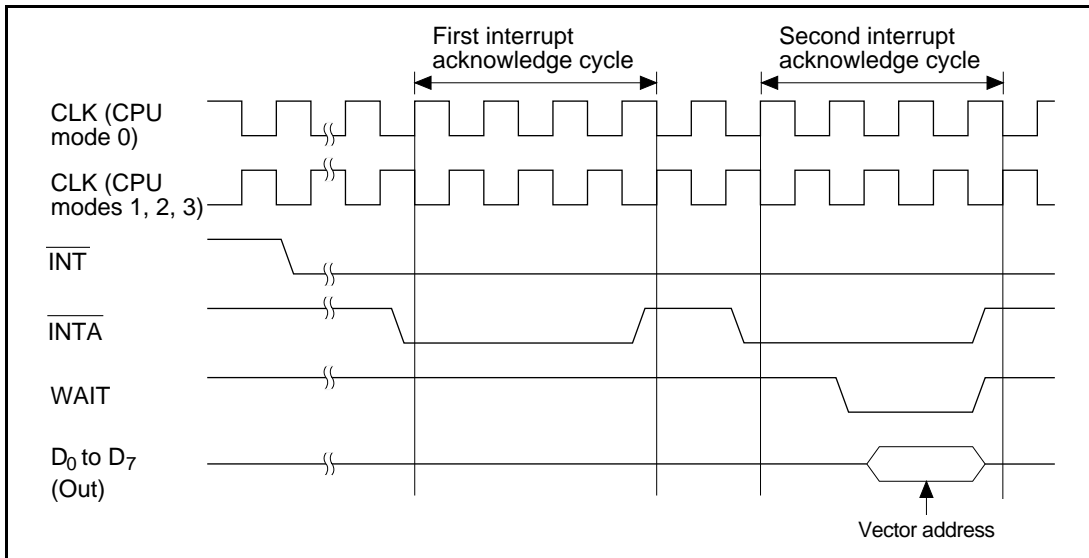 First interrupt
acknowledge cycle
Second interrupt
acknowledge cycle
CLK (CPU
mode 0)
CLK (CPU
modes 1, 2, 3)
INT
INTA
WAIT
D0 to D7
(Out)
Vector address